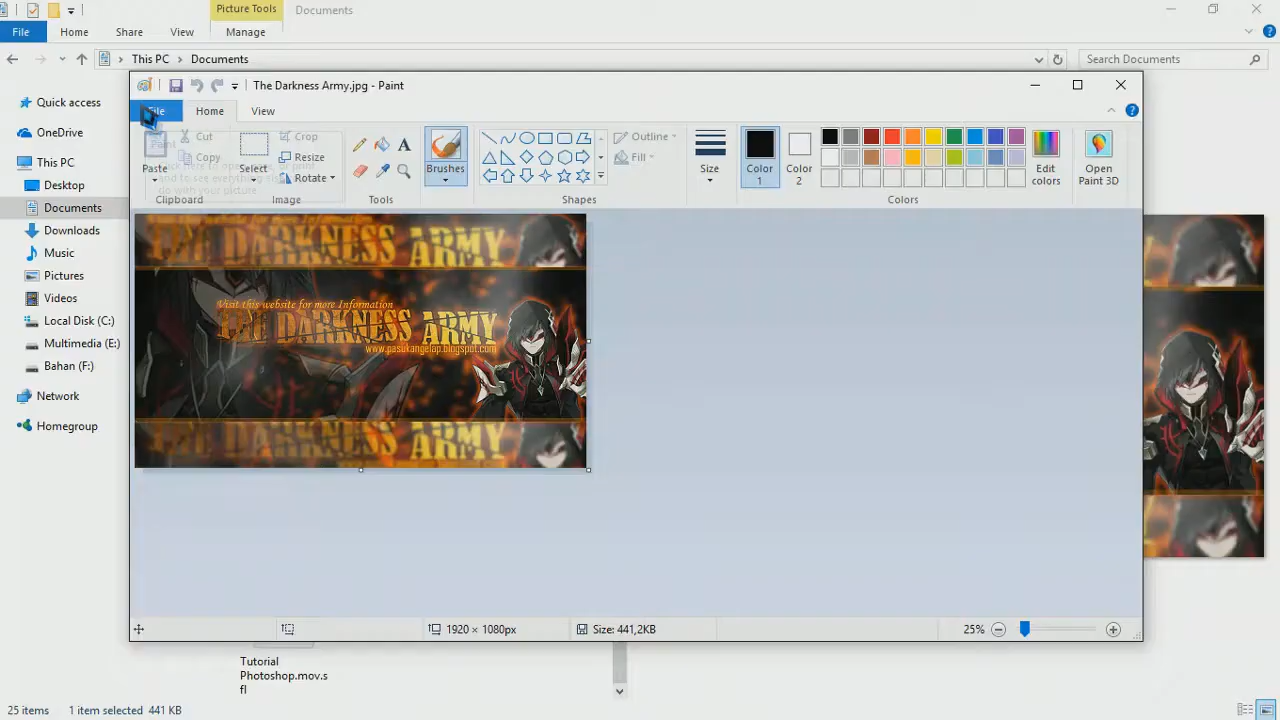 Picture Tools
Documents
File
Home
Share
View
Manage
This PC
Documents
Search Documents
The Darkness Army.jpg - Paint
File
Home
View
Quick access
OneDrive
This PC
Desktop
Documents
Downloads
Music
Pictures
Videos
Local Disk (C:)
Multimedia (E:)
Bahan (F:)
Network
Homegroup
Paste
Cut
Copy
Clipboard
Select
Crop
Resize
Rotate
Image
A
Tools
Brushes
Outline
Fill
Shapes
Size
Color
1
Color
2
Edit
colors
Open
Paint 3D
Colors
THE DARKNESS ARMY
Visit this website for more Information
THE DARKNESS ARMY
www.pasukangelap.blogspot.com
THE DARKNESS ARMY
1920 × 1080px
Size: 441,2KB
25%
Tutorial
Photoshop.mov.s
fl
25 items
1 item selected 441 KB